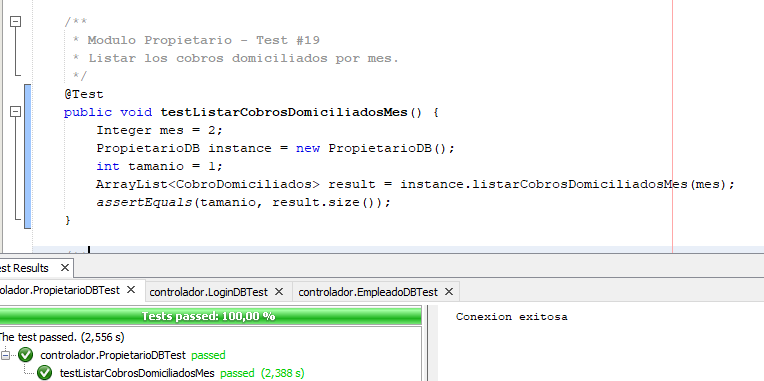 /**
* Modulo Propietario - Test #19
* Listar los cobros domiciliados por mes.
*/
@Test
public void testListarCobrosDomiciliadosMes() {
Integer mes = 2;
PropietarioDB instance = new PropietarioDB();
int tamanio = 1;
ArrayList<CobroDomiciliados> result = instance.listarCobrosDomiciliadosMes(mes);
assertEquals(tamanio, result.size());
}
est Results
olador.PropietarioDBTest controlador.LoginDBTest controlador.EmpleadoDBTest
Tests passed: 100,00 %
Conexion exitosa
The test passed. (2,556 s)
controlador.PropietarioDBTest passed
testListarCobrosDomiciliadosMes passed (2,388 s)